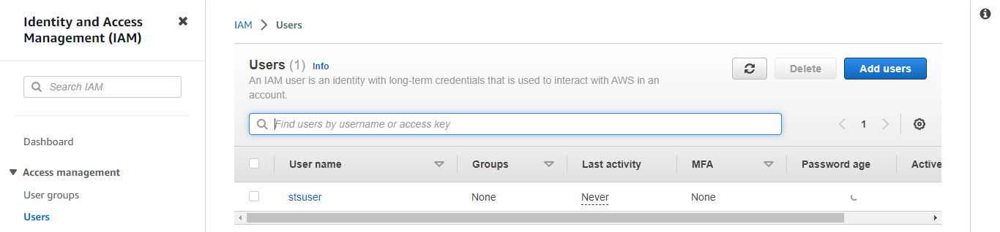 Identity and Access
Management (IAM)
Search IAM
Dashboard
Access management
User groups
Users
IAM > Users
Users (1) Info
An IAM user is an identity with long-term credentials that is used to interact with AWS in an
account.
Delete
Add users
Find users by username or access key
1
User name Groups Last activity MFA Password age Active
stsuser None Never None